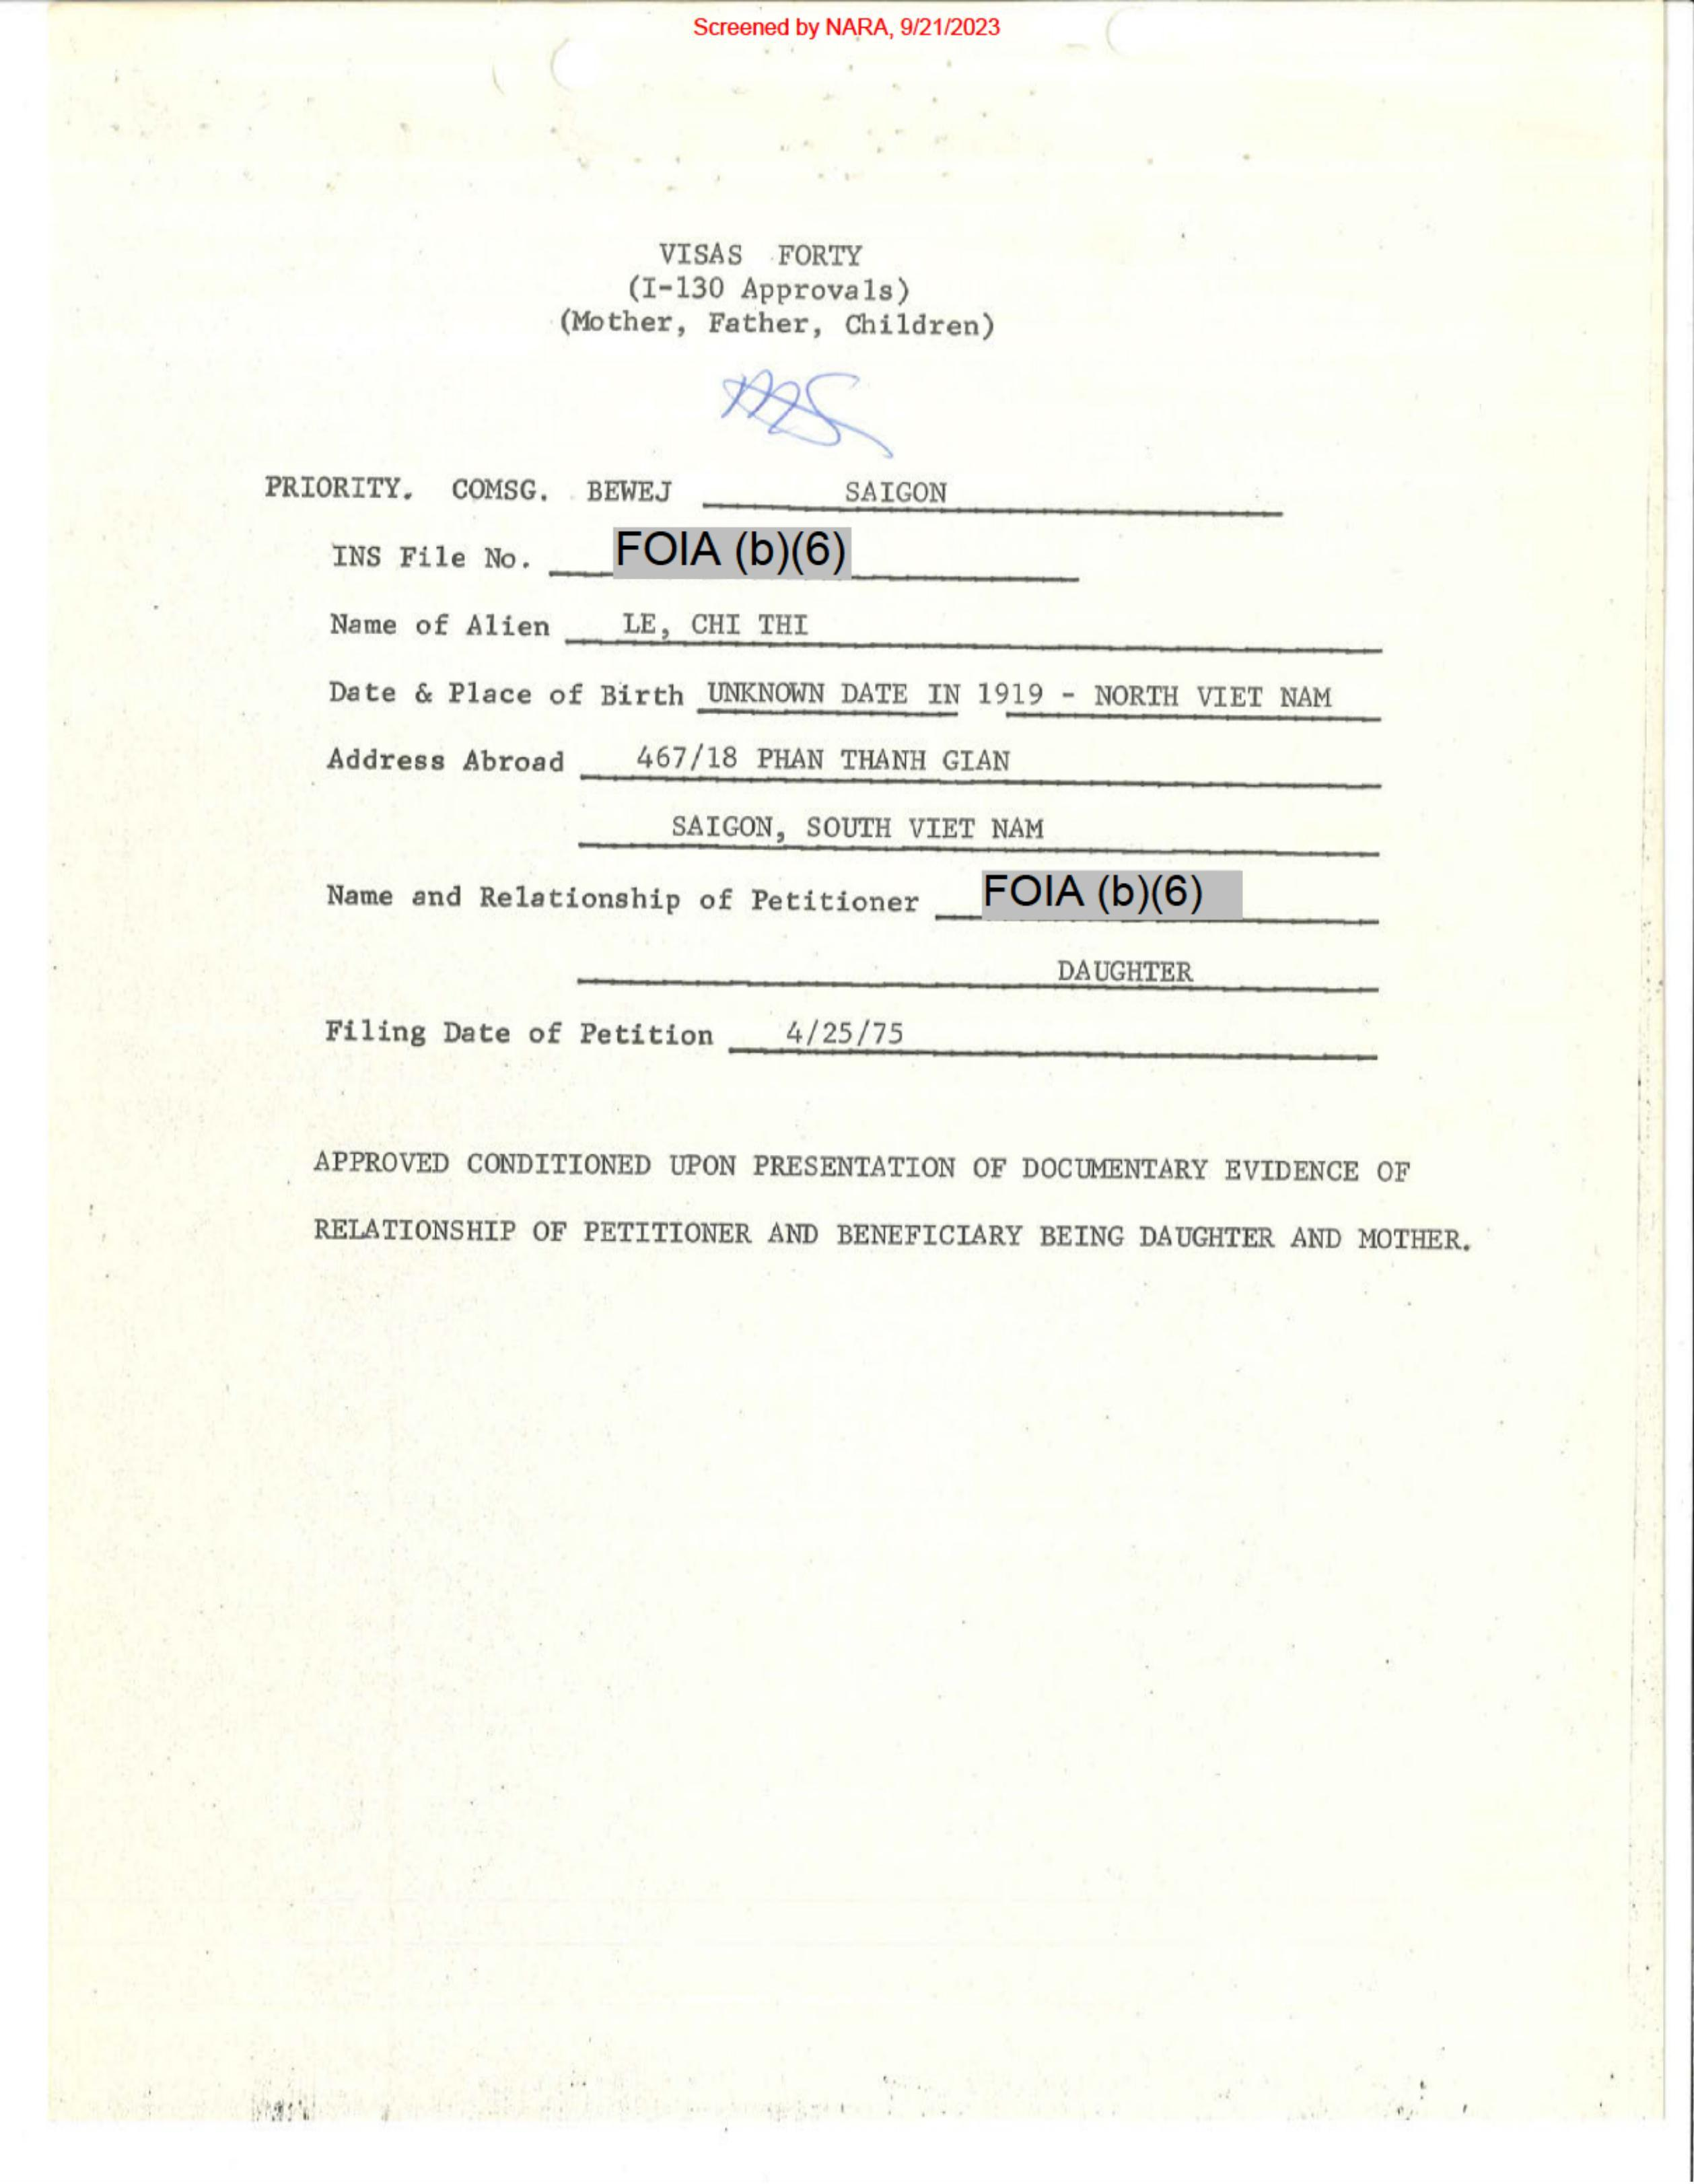 Screened by NARA, 9/21/2023
VISAS FORTY
(I-130 Approvals)
(Mother, Father, Children)
PRIORITY. COMSG. BEWEJ SAIGON
INS File No. FOIA (b)(6)
Name of Alien LE, CHI THI
Date & Place of Birth UNKNOWN DATE IN 1919 - NORTH VIET NAM
Address Abroad 467/18 PHAN THANH GIAN
SAIGON, SOUTH VIET NAM
Name and Relationship of Petitioner FOIA (b)(6)
DAUGHTER
Filing Date of Petition 4/25/75
APPROVED CONDITIONED UPON PRESENTATION OF DOCUMENTARY EVIDENCE OF
RELATIONSHIP OF PETITIONER AND BENEFICIARY BEING DAUGHTER AND MOTHER.